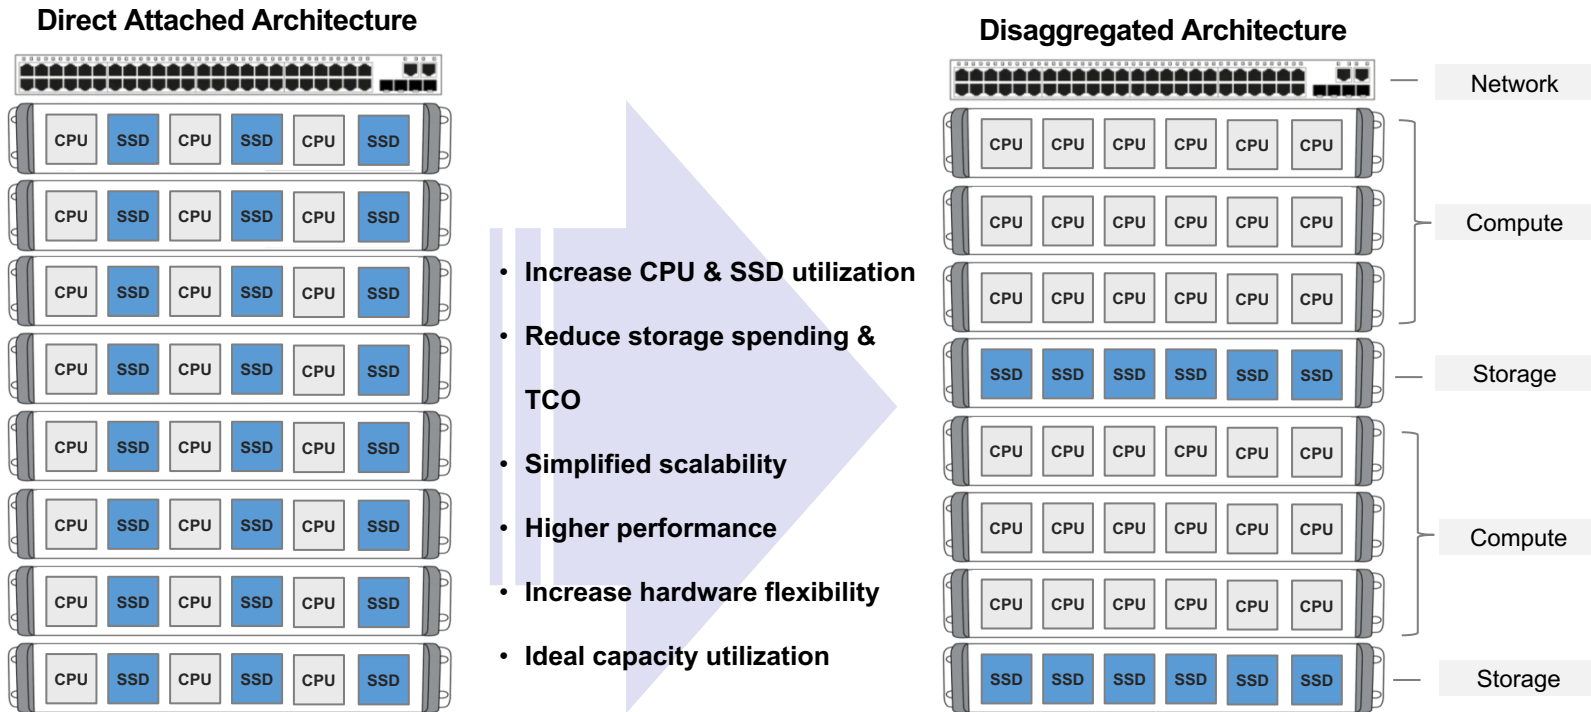 Direct Attached Architecture
CPU SSD CPU SSD CPU SSD
CPU SSD CPU SSD CPU SSD
CPU SSD CPU SSD CPU SSD
CPU SSD CPU SSD CPU SSD
CPU SSD CPU SSD CPU SSD
CPU SSD CPU SSD CPU SSD
CPU SSD CPU SSD CPU SSD
CPU SSD CPU SSD CPU SSD
• Increase CPU & SSD utilization
• Reduce storage spending &
TCO
• Simplified scalability
• Higher performance
• Increase hardware flexibility
• Ideal capacity utilization
Disaggregated Architecture
Network
CPU CPU CPU CPU CPU CPU
CPU CPU CPU CPU CPU CPU
Compute
CPU CPU CPU CPU CPU CPU
SSD SSD SSD SSD SSD SSD
Storage
CPU CPU CPU CPU CPU CPU
CPU CPU CPU CPU CPU CPU
Compute
CPU CPU CPU CPU CPU CPU
SSD SSD SSD SSD SSD SSD
Storage